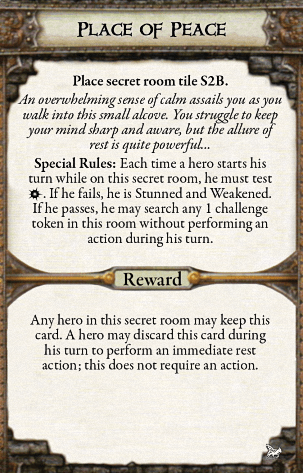 Place of Peace
Place secret room tile S2B.
An overwhelming sense of calm assails you as you
walk into this small alcove. You struggle to keep
your mind sharp and aware, but the allure of
rest is quite powerful...
Special Rules: Each time a hero starts his
turn while on this secret room, he must test
. If he fails, he is Stunned and Weakened.
If he passes, he may search any 1 challenge
token in this room without performing an
action during his turn.
Reward
Any hero in this secret room may keep this
card. A hero may discard this card during
his turn to perform an immediate rest
action; this does not require an action.